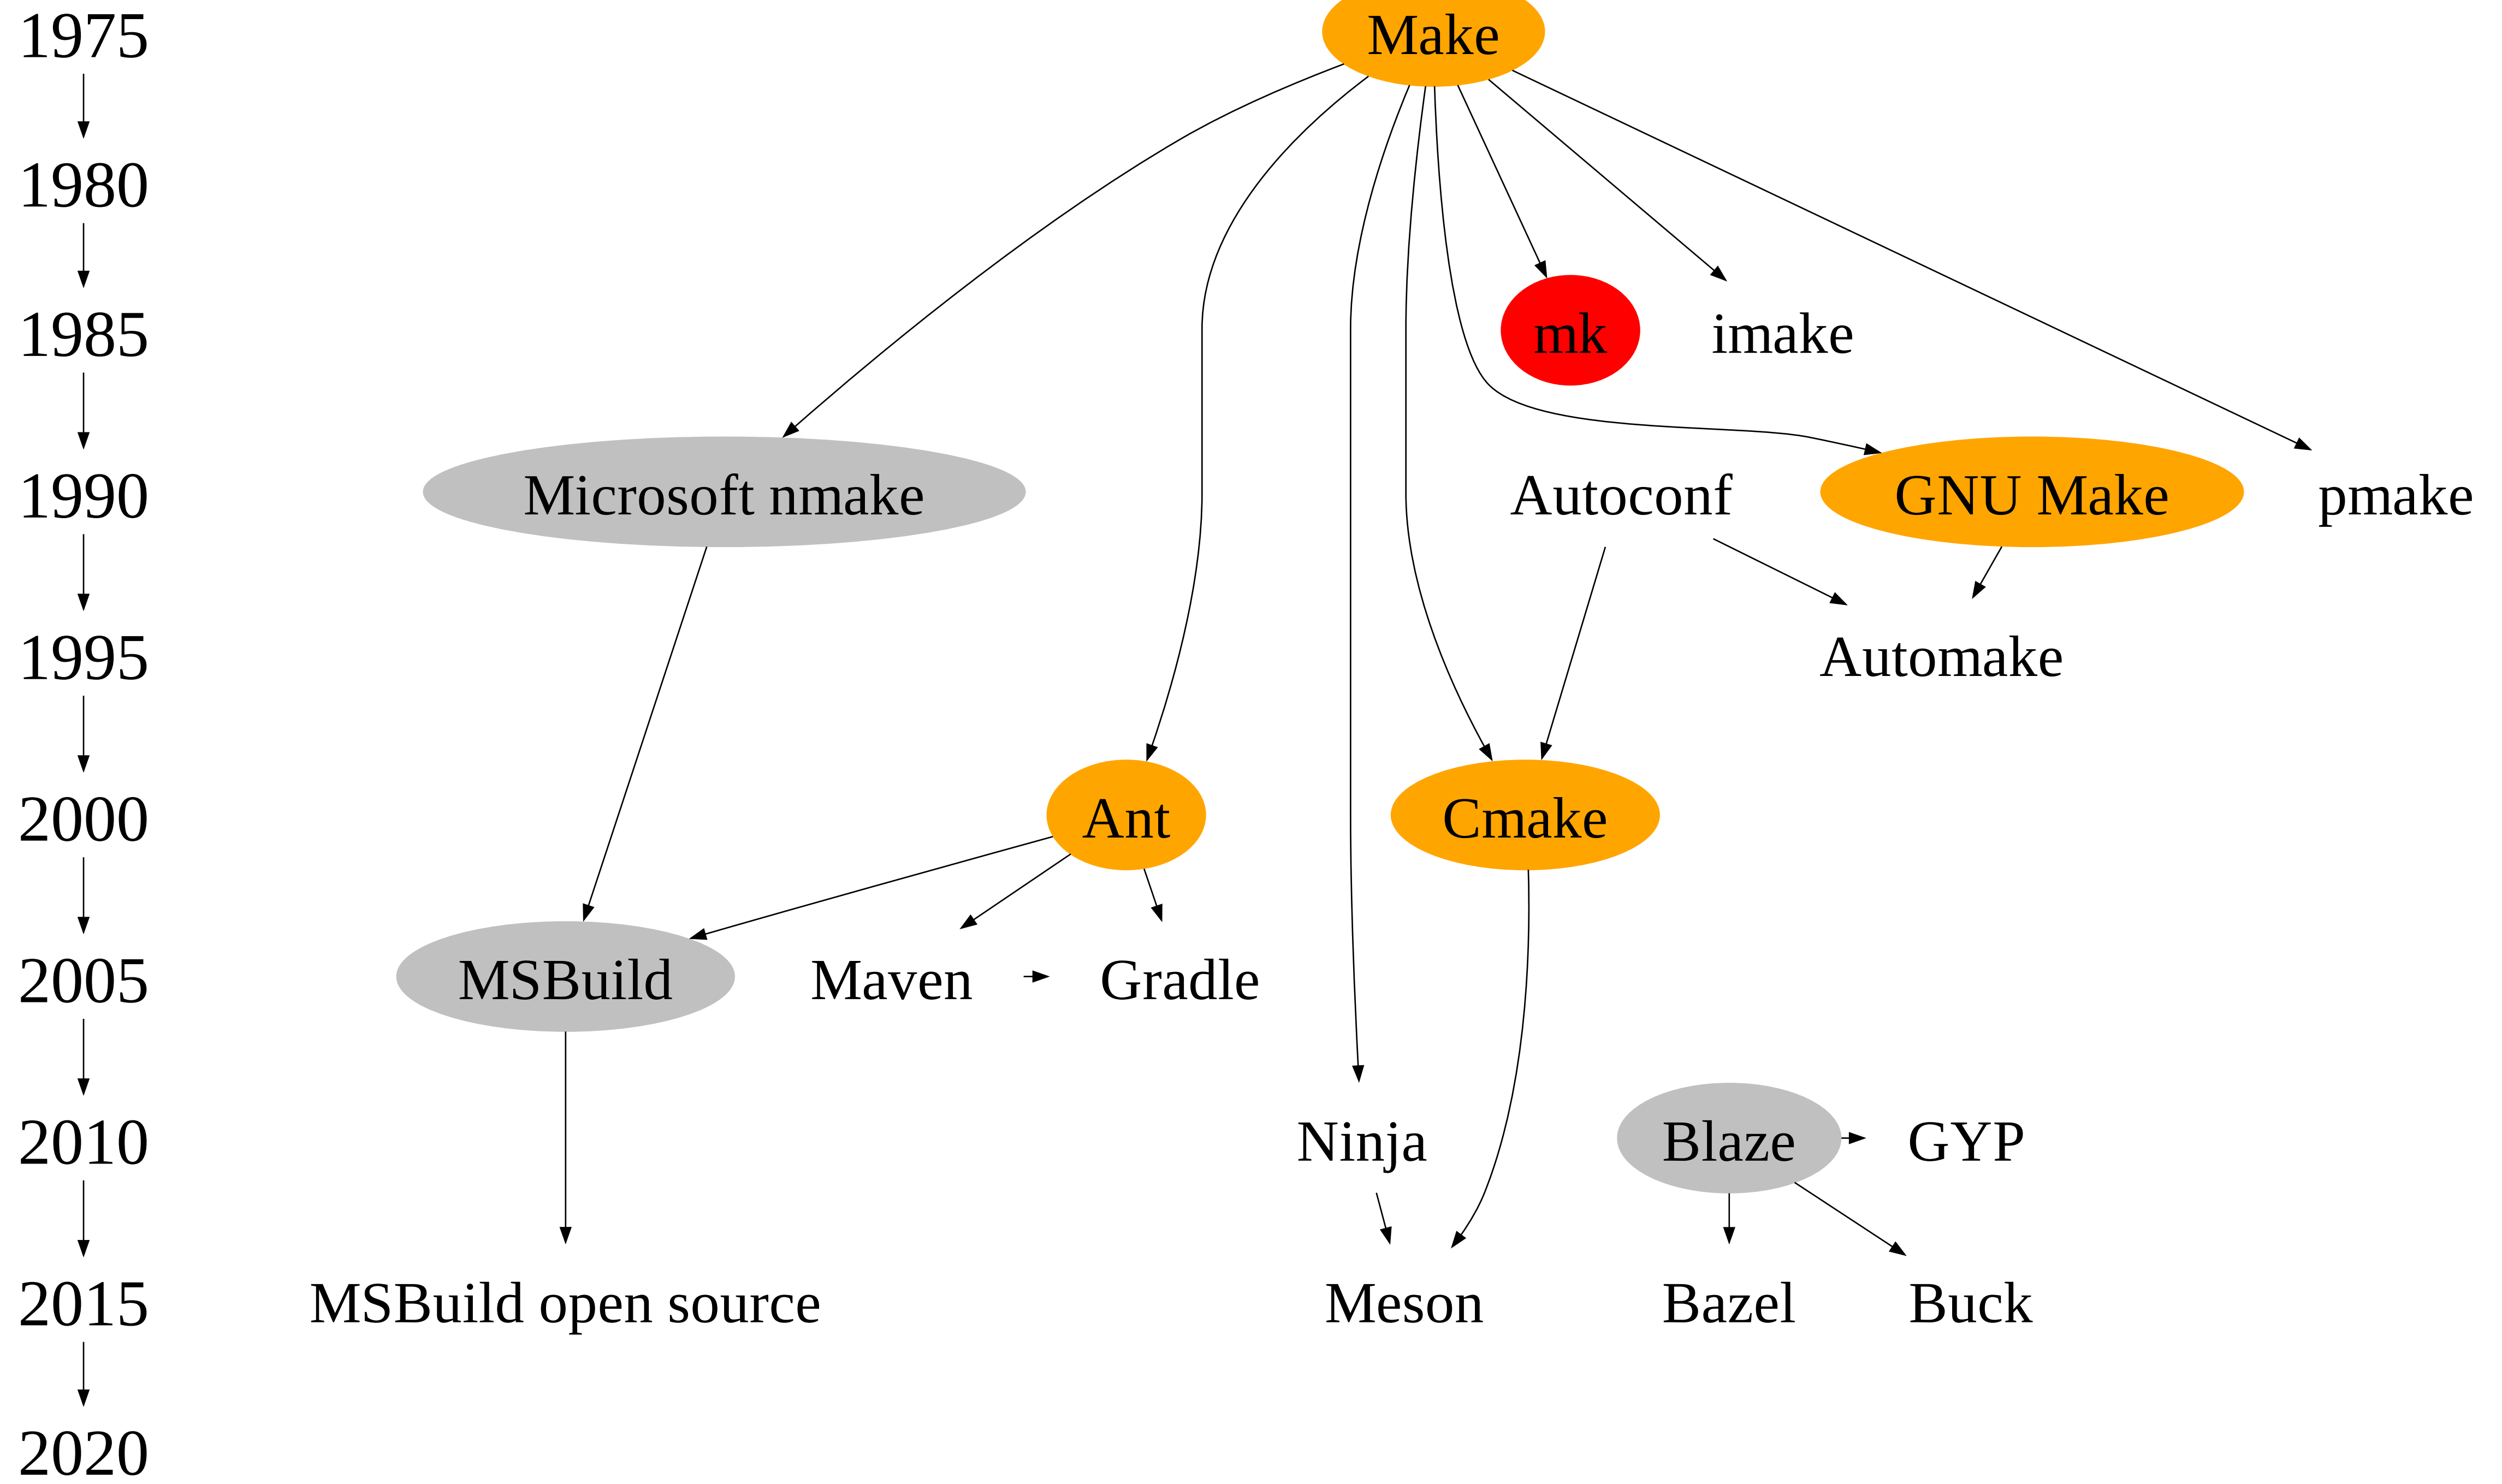 1975
Make
1980
1985
mk
imake
1990
Microsoft nmake
Autoconf
GNU Make
pmake
1995
Automake
2000
Ant
Cmake
2005
MSBuild
Maven
Gradle
2010
Ninja
Blaze
GYP
2015
MSBuild open source
Meson
Bazel
Buck
2020